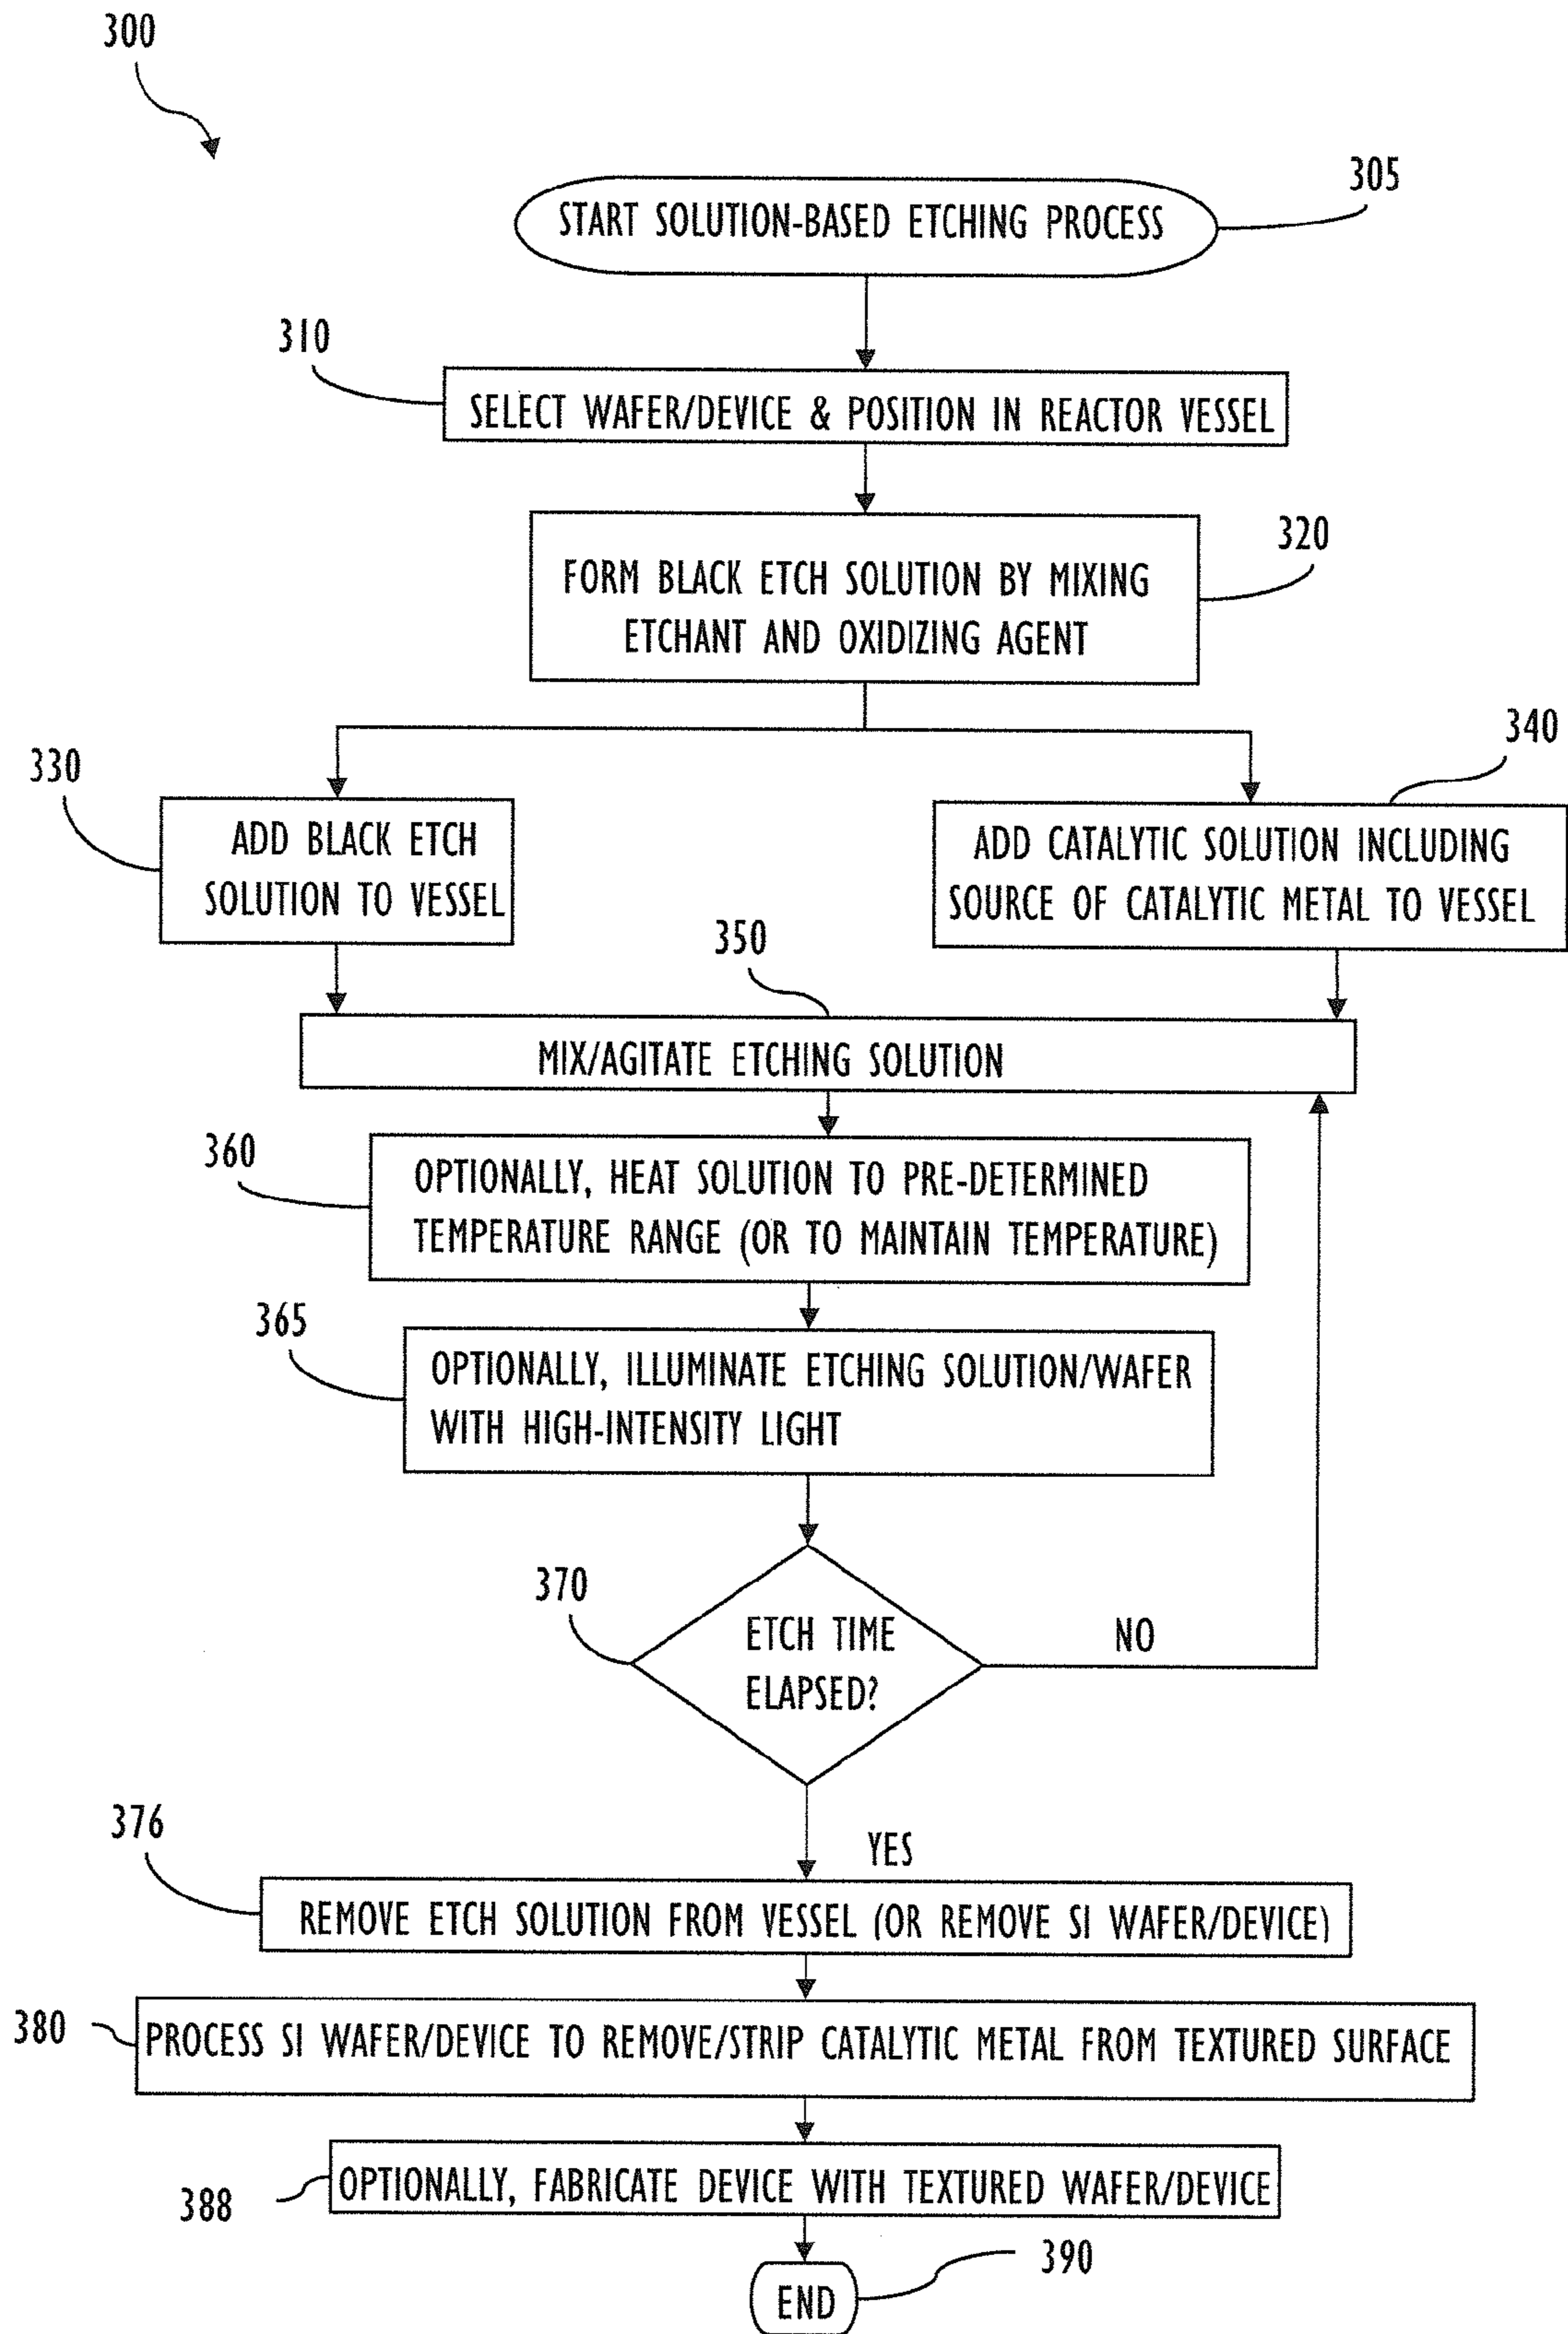 300
305
START SOLUTION-BASED ETCHING PROCESS
310
SELECT WAFER/DEVICE & POSITION IN REACTOR VESSEL
320
FORM BLACK ETCH SOLUTION BY MIXING
ETCHANT AND OXIDIZING AGENT
330
ADD BLACK ETCH
SOLUTION TO VESSEL
340
ADD CATALYTIC SOLUTION INCLUDING
SOURCE OF CATALYTIC METAL TO VESSEL
350
MIX/AGITATE ETCHING SOLUTION
360
OPTIONALLY, HEAT SOLUTION TO PRE-DETERMINED
TEMPERATURE RANGE (OR TO MAINTAIN TEMPERATURE)
365
OPTIONALLY, ILLUMINATE ETCHING SOLUTION/WAFER
WITH HIGH-INTENSITY LIGHT
370
ETCH TIME
ELAPSED?
NO
YES
376
REMOVE ETCH SOLUTION FROM VESSEL (OR REMOVE SI WAFER/DEVICE)
380
PROCESS SI WAFER/DEVICE TO REMOVE/STRIP CATALYTIC METAL FROM TEXTURED SURFACE
388
OPTIONALLY, FABRICATE DEVICE WITH TEXTURED WAFER/DEVICE
390
END